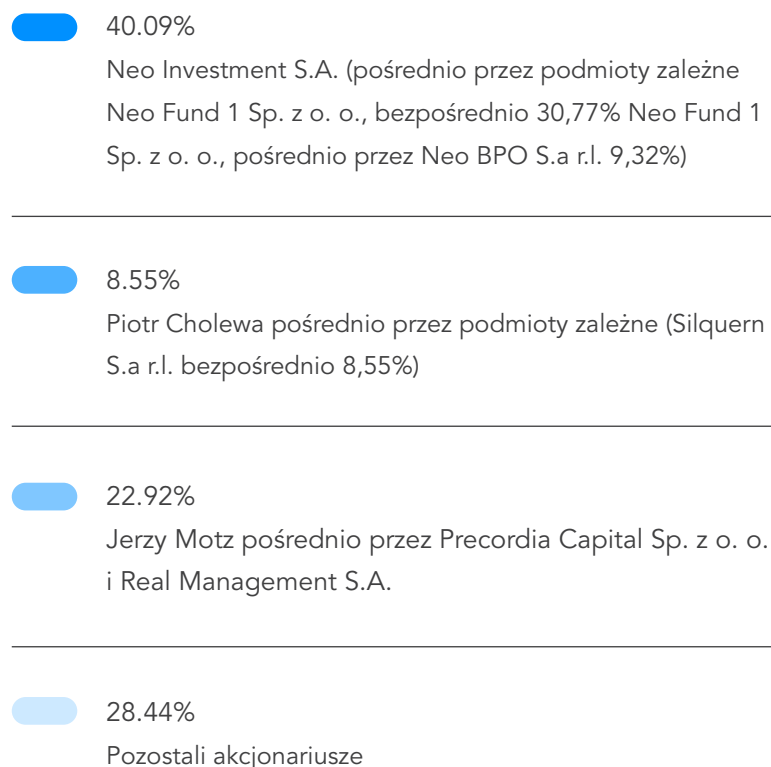 40.09%
Neo Investment S.A. (pośrednio przez podmioty zależne
Neo Fund 1 Sp. z o. o., bezpośrednio 30,77% Neo Fund 1
Sp. z o. o., pośrednio przez Neo BPO S.a r.l. 9,32%)
8.55%
Piotr Cholewa pośrednio przez podmioty zależne (Silquern
S.a r.l. bezpośrednio 8,55%)
22.92%
Jerzy Motz pośrednio przez Precordia Capital Sp. z o. o.
i Real Management S.A.
28.44%
Pozostali akcjonariusze